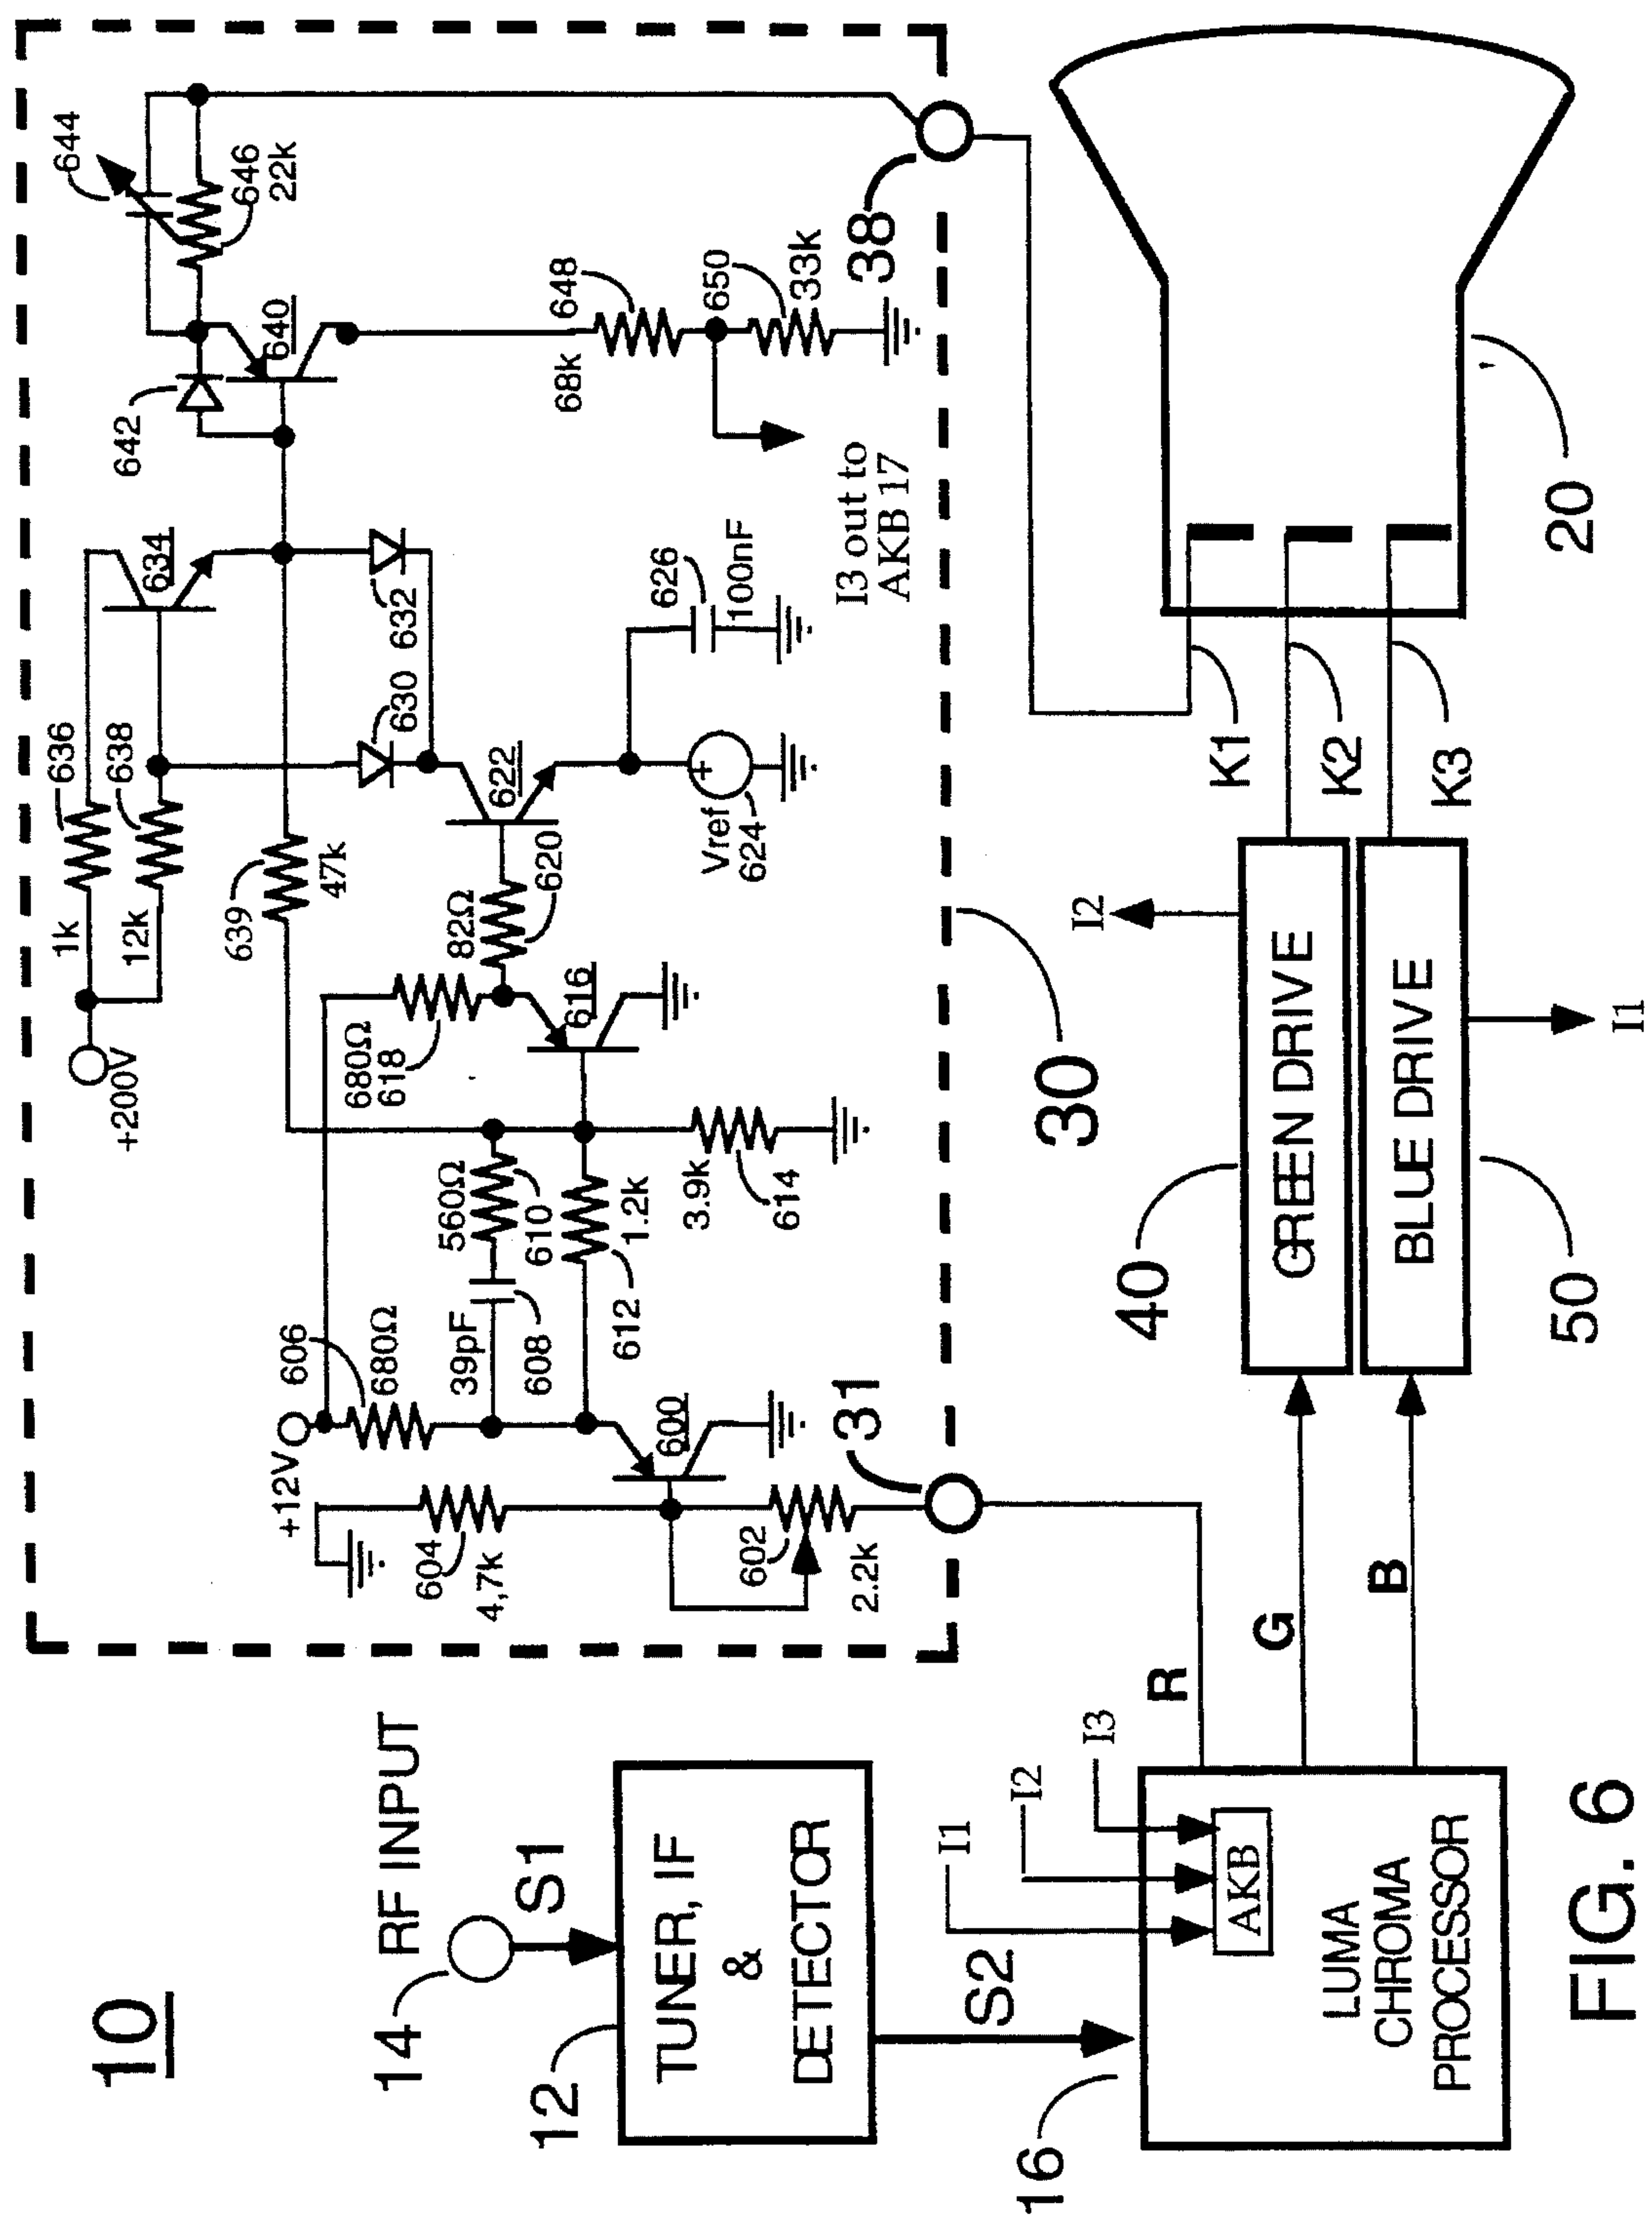 10
14
RF INPUT
S1
12
TUNER, IF
&
DETECTOR
S2
16
I1
I2
I3
AKB
LUMA
CHROMA
PROCESSOR
R
G
B
31
+12V
604
4,7k
602
2.2k
600
606
680Ω
39pF
608
560Ω
610
612
1.2k
3.9k
614
616
680Ω
618
82Ω
620
622
Vref
624
+
626
100nF
+200V
1k
636
12k
638
639
47k
630
632
634
642
640
644
646
22k
68k
648
650
33k
I3 out to
AKB 17
38
30
40
GREEN DRIVE
I2
50
BLUE DRIVE
I1
K1
K2
K3
20
FIG. 6